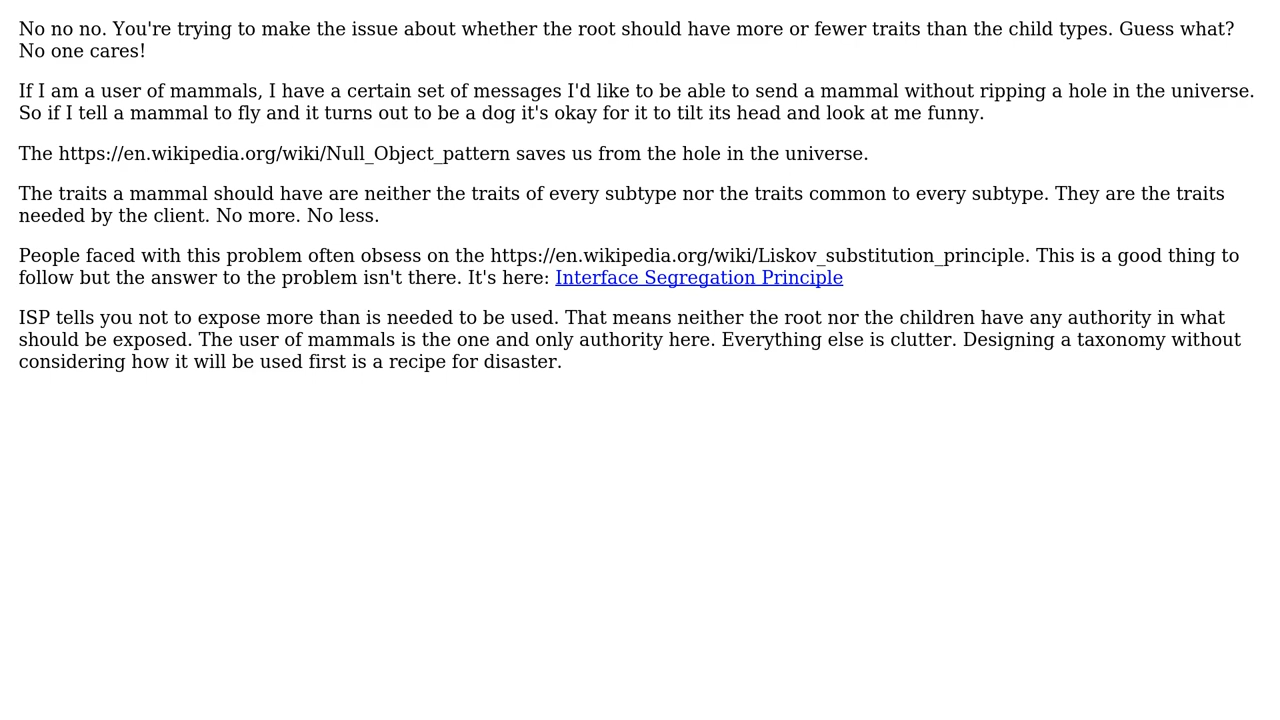 No no no. You're trying to make the issue about whether the root should have more or fewer traits than the child types. Guess what?
No one cares!
If I am a user of mammals, I have a certain set of messages I'd like to be able to send a mammal without ripping a hole in the universe.
So if I tell a mammal to fly and it turns out to be a dog it's okay for it to tilt its head and look at me funny.
The https://en.wikipedia.org/wiki/Null_Object_pattern saves us from the hole in the universe.
The traits a mammal should have are neither the traits of every subtype nor the traits common to every subtype. They are the traits
needed by the client. No more. No less.
People faced with this problem often obsess on the https://en.wikipedia.org/wiki/Liskov_substitution_principle. This is a good thing to
follow but the answer to the problem isn't there. It's here: Interface Segregation Principle
ISP tells you not to expose more than is needed to be used. That means neither the root nor the children have any authority in what
should be exposed. The user of mammals is the one and only authority here. Everything else is clutter. Designing a taxonomy without
considering how it will be used first is a recipe for disaster.